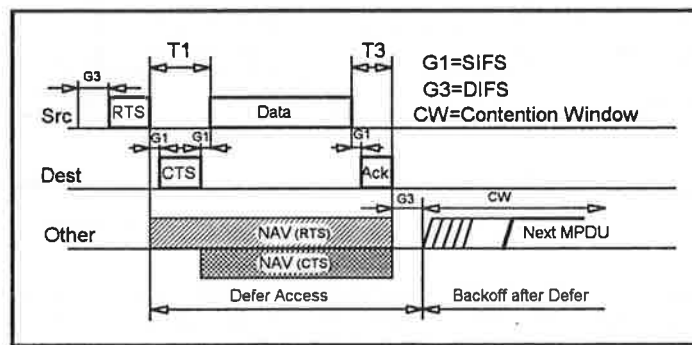 T1
T3
G1=SIFS
G3=DIFS
CW=Contention Window
G3
Src
RTS
Data
G1
G1
G1
Dest
CTS
Ack
G3
CW
Other
NAV (RTS)
Next MPDU
NAV (CTS)
Defer Access
Backoff after Defer